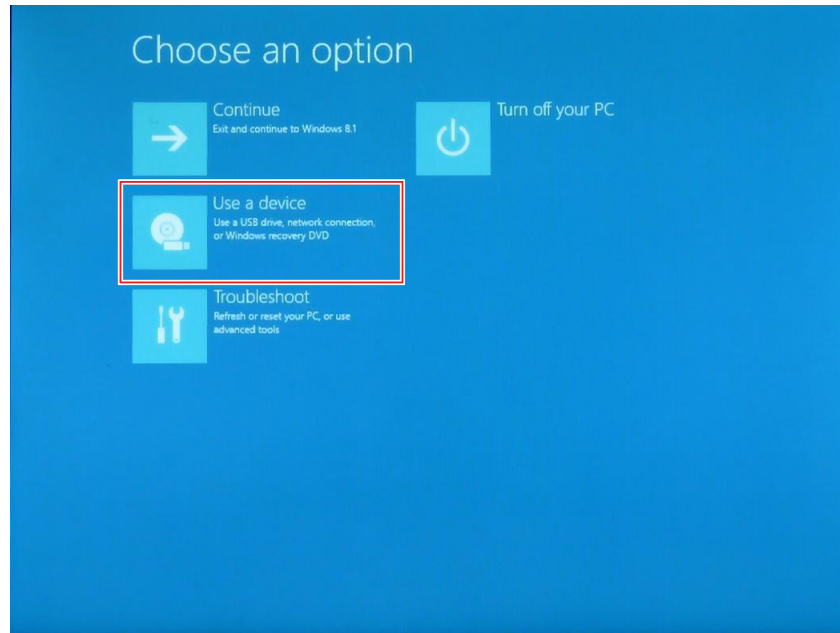 Choose an option
Continue
Exit and continue to Windows 8.1
Turn off your PC
Use a device
Use a USB drive, network connection,
or Windows recovery DVD
Troubleshoot
Refresh or reset your PC, or use
advanced tools